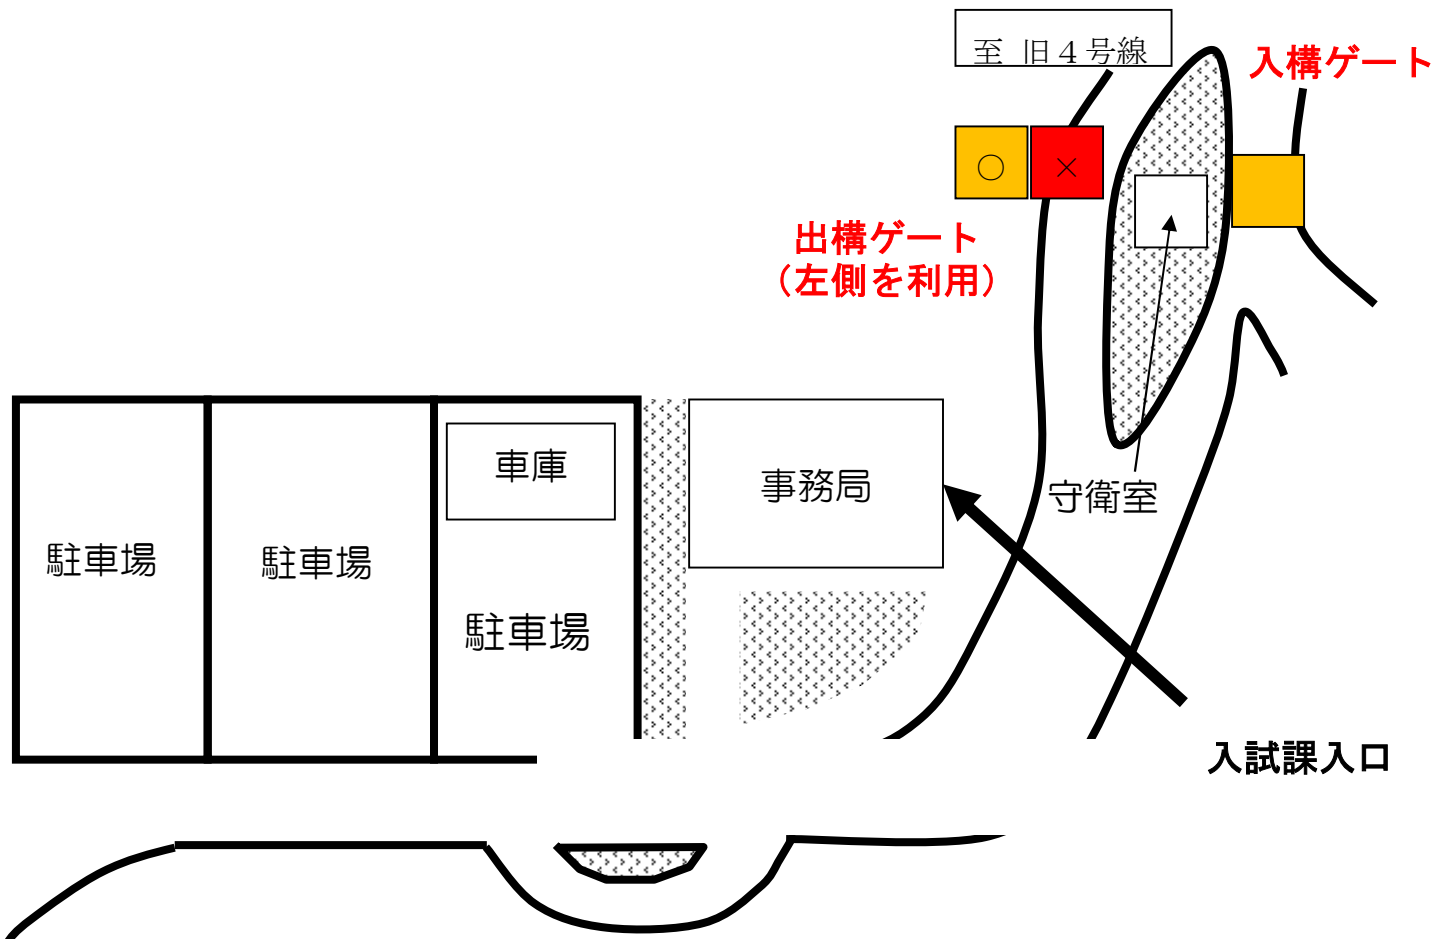 至 旧４号線
入構ゲート
○
×
出構ゲート
（左側を利用）
車庫
事務局
守衛室
駐車場
駐車場
駐車場
入試課入口